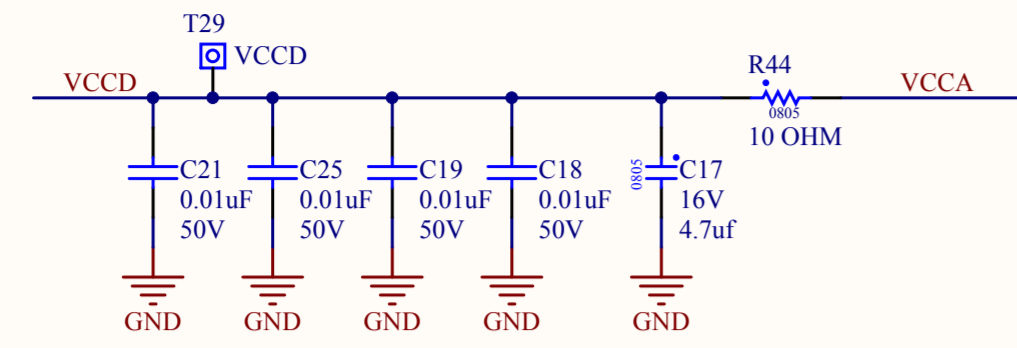 T29
VCCD
VCCD
R44
0805
10 OHM
VCCA
C21
0.01uF
50V
C25
0.01uF
50V
C19
0.01uF
50V
C18
0.01uF
50V
0805
C17
16V
4.7uf
GND
GND
GND
GND
GND